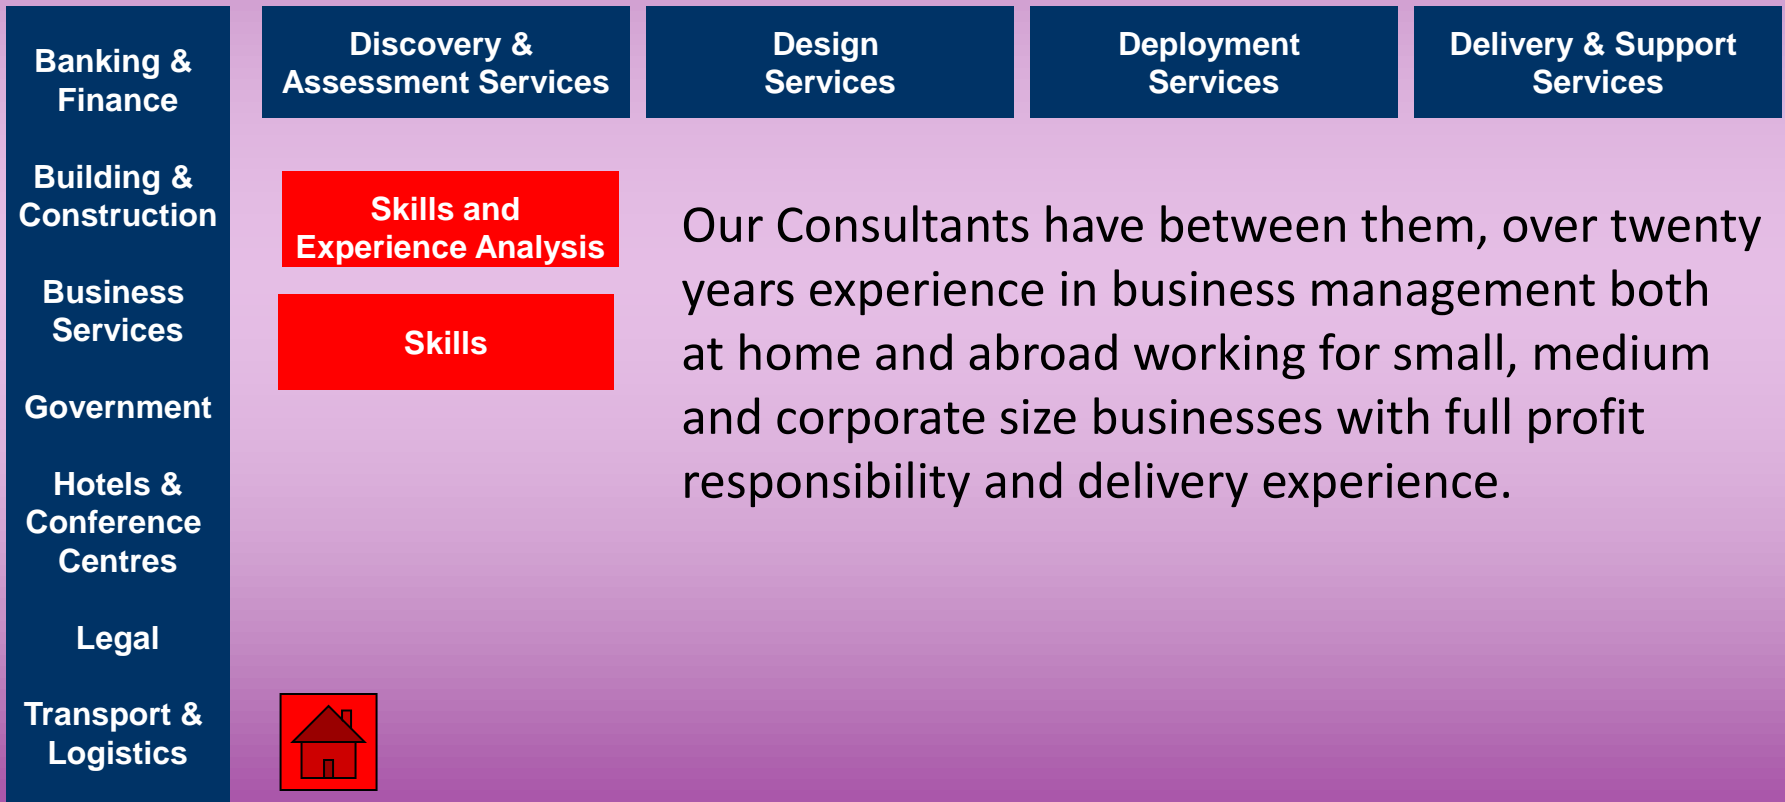 Banking &
Finance
Building &
Construction
Business
Services
Government
Hotels &
Conference
Centres
Legal
Transport &
Logistics
Discovery &
Assessment Services
Design
Services
Deployment
Services
Delivery & Support
Services
Skills and
Experience Analysis
Skills
Our Consultants have between them, over twenty
years experience in business management both
at home and abroad working for small, medium
and corporate size businesses with full profit
responsibility and delivery experience.